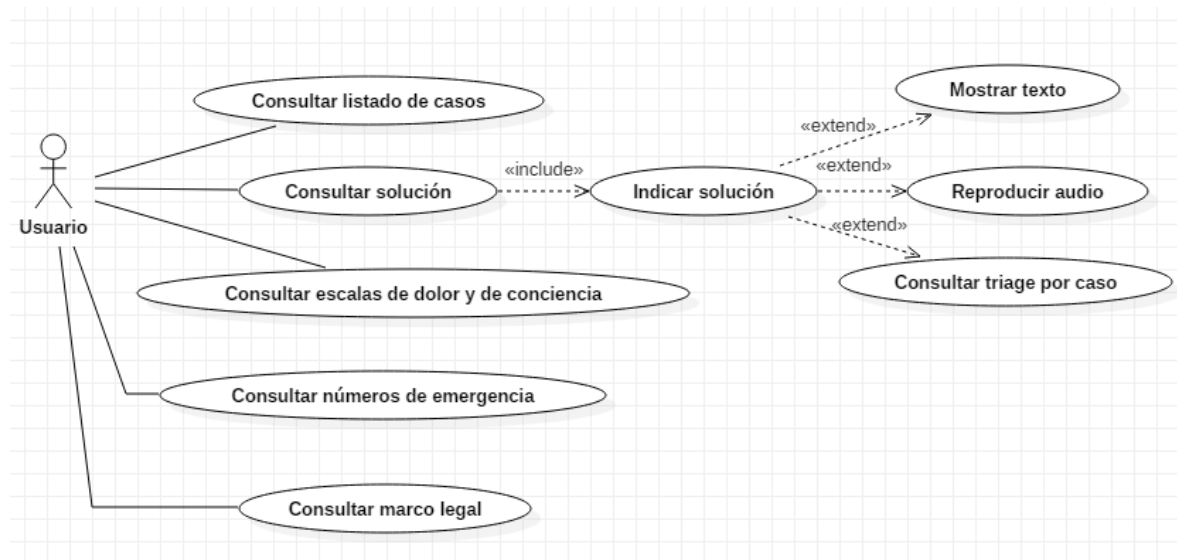 Mostrar texto
Consultar listado de casos
«extend»
«include»
«extend»
Consultar solución
Indicar solución
Reproducir audio
Usuario
«extend»
Consultar triage por caso
Consultar escalas de dolor y de conciencia
Consultar números de emergencia
Consultar marco legal